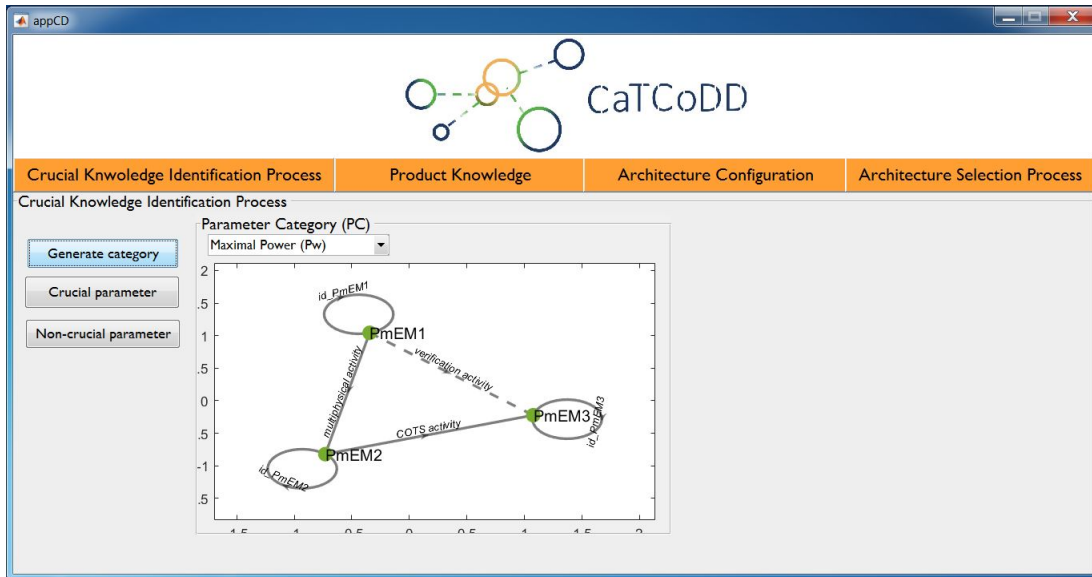 appCD
CaTCoDD
Crucial Knwoledge Identification Process
Product Knowledge
Architecture Configuration
Architecture Selection Process
Crucial Knowledge Identification Process
Parameter Category (PC)
Maximal Power (Pw)
Generate category
Crucial parameter
Non-crucial parameter
2
.5
1
.5
0
.5
-1
.5
id_PmEM1
PmEM1
verification activity
multiphysical activity
PmEM3
id_PmEM3
COTS activity
PmEM2
id_PmEM2
-1.5 -1 -0.5 0 0.5 1 1.5 2